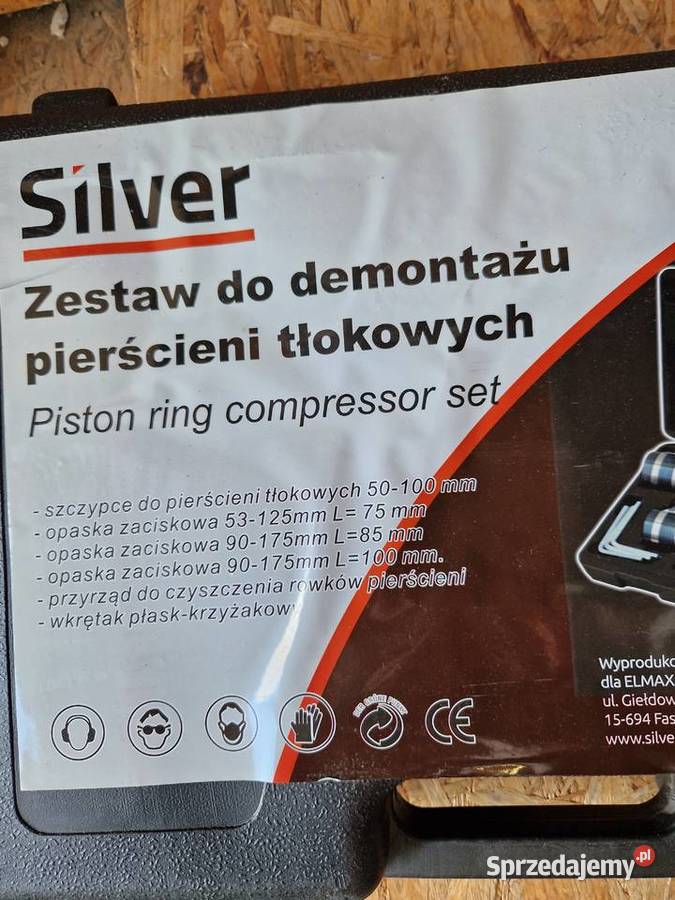 Silver
Zestaw do demontażu
pierścieni tłokowych
Piston ring compressor set
- szczypce do pierścieni tłokowych 50-100 mm
- opaska zaciskowa 53-125mm L= 75 mm
- opaska zaciskowa 90-175mm L=85 mm
- opaska zaciskowa 90-175mm L=100 mm.
- przyrząd do czyszczenia rowków pierścieni
- wkrętak płask-krzyżakowy
CE
Wyproduko
dla ELMAX
ul. Giełdow
15-694 Fas
www.silve
Sprzedajemy.pl